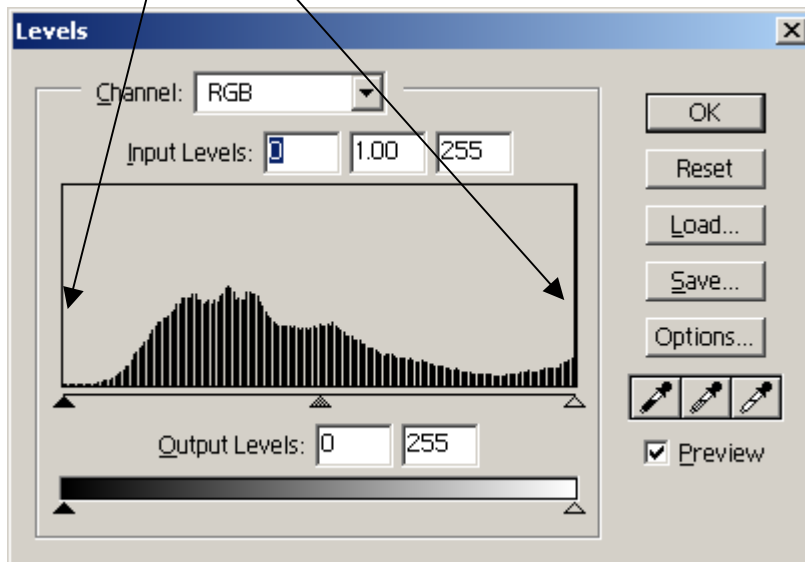 Levels
Channel: RGB
Input Levels: 0 1.00 255
Output Levels: 0 255
OK
Reset
Load...
Save...
Options...
Preview